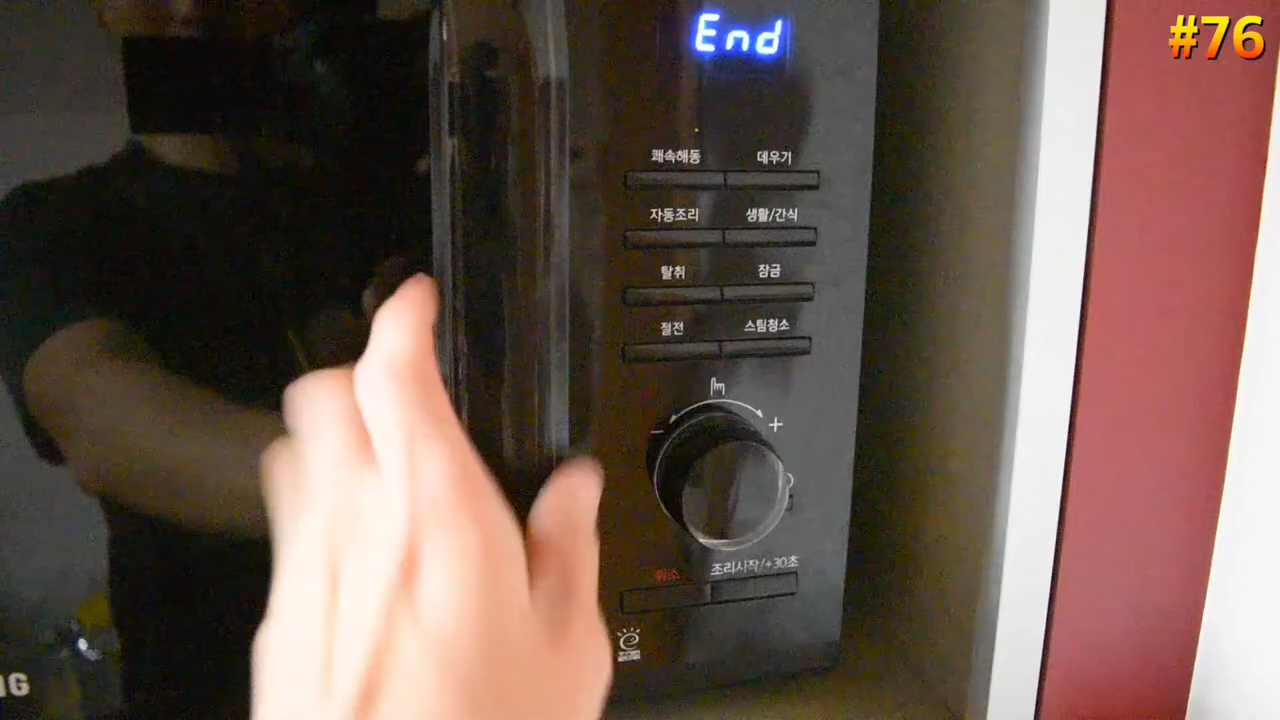 #76
End
쾌속해동 데우기
자동조리 생활/간식
탈취 잠금
절전 스팀청소
− +
취소 조리시작/+30초
NG